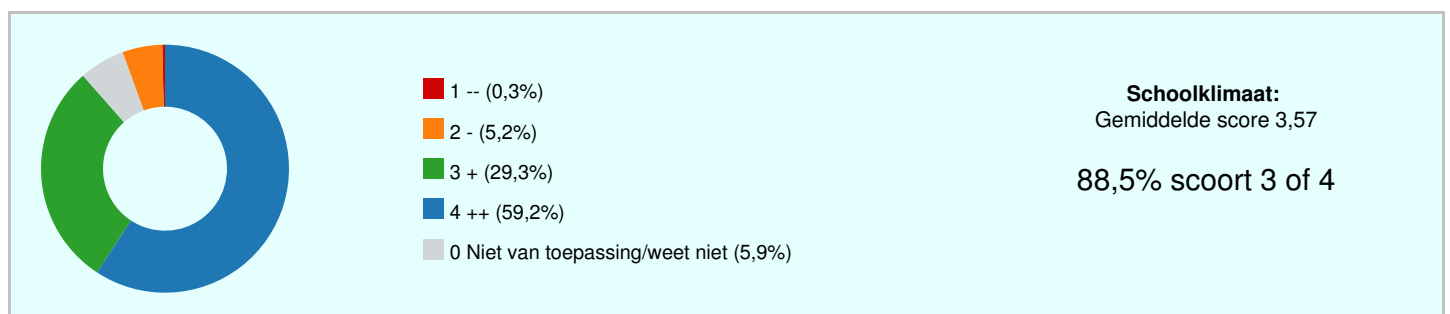 1 -- (0,3%)
2 - (5,2%)
3 + (29,3%)
4 ++ (59,2%)
0 Niet van toepassing/weet niet (5,9%)
Schoolklimaat:
Gemiddelde score 3,57
88,5% scoort 3 of 4